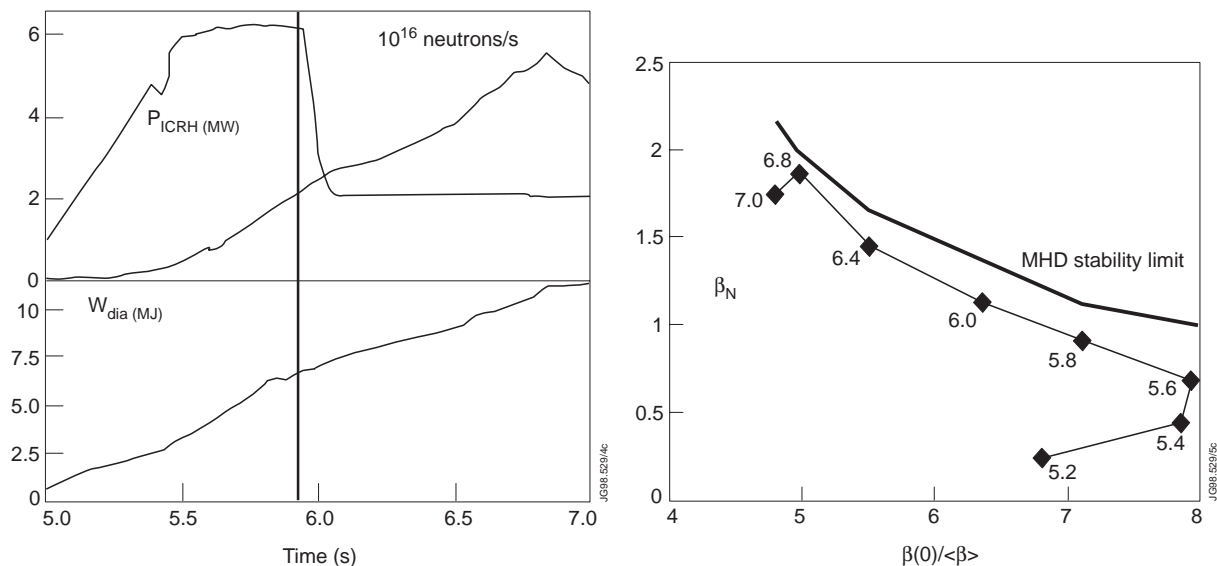 6
4
2
0
10
7.5
5.0
2.5
0
10¹⁶ neutrons/s
P_ICRH (MW)
W_dia (MJ)
5.0 5.5 6.0 6.5 7.0
Time (s)
JG98.529/4c
2.5
2
1.5
1
0.5
0
β_N
MHD stability limit
6.8
7.0
6.4
6.0
5.8
5.6
5.4
5.2
4 5 6 7 8
β(0)/<β>
JG98.529/5c